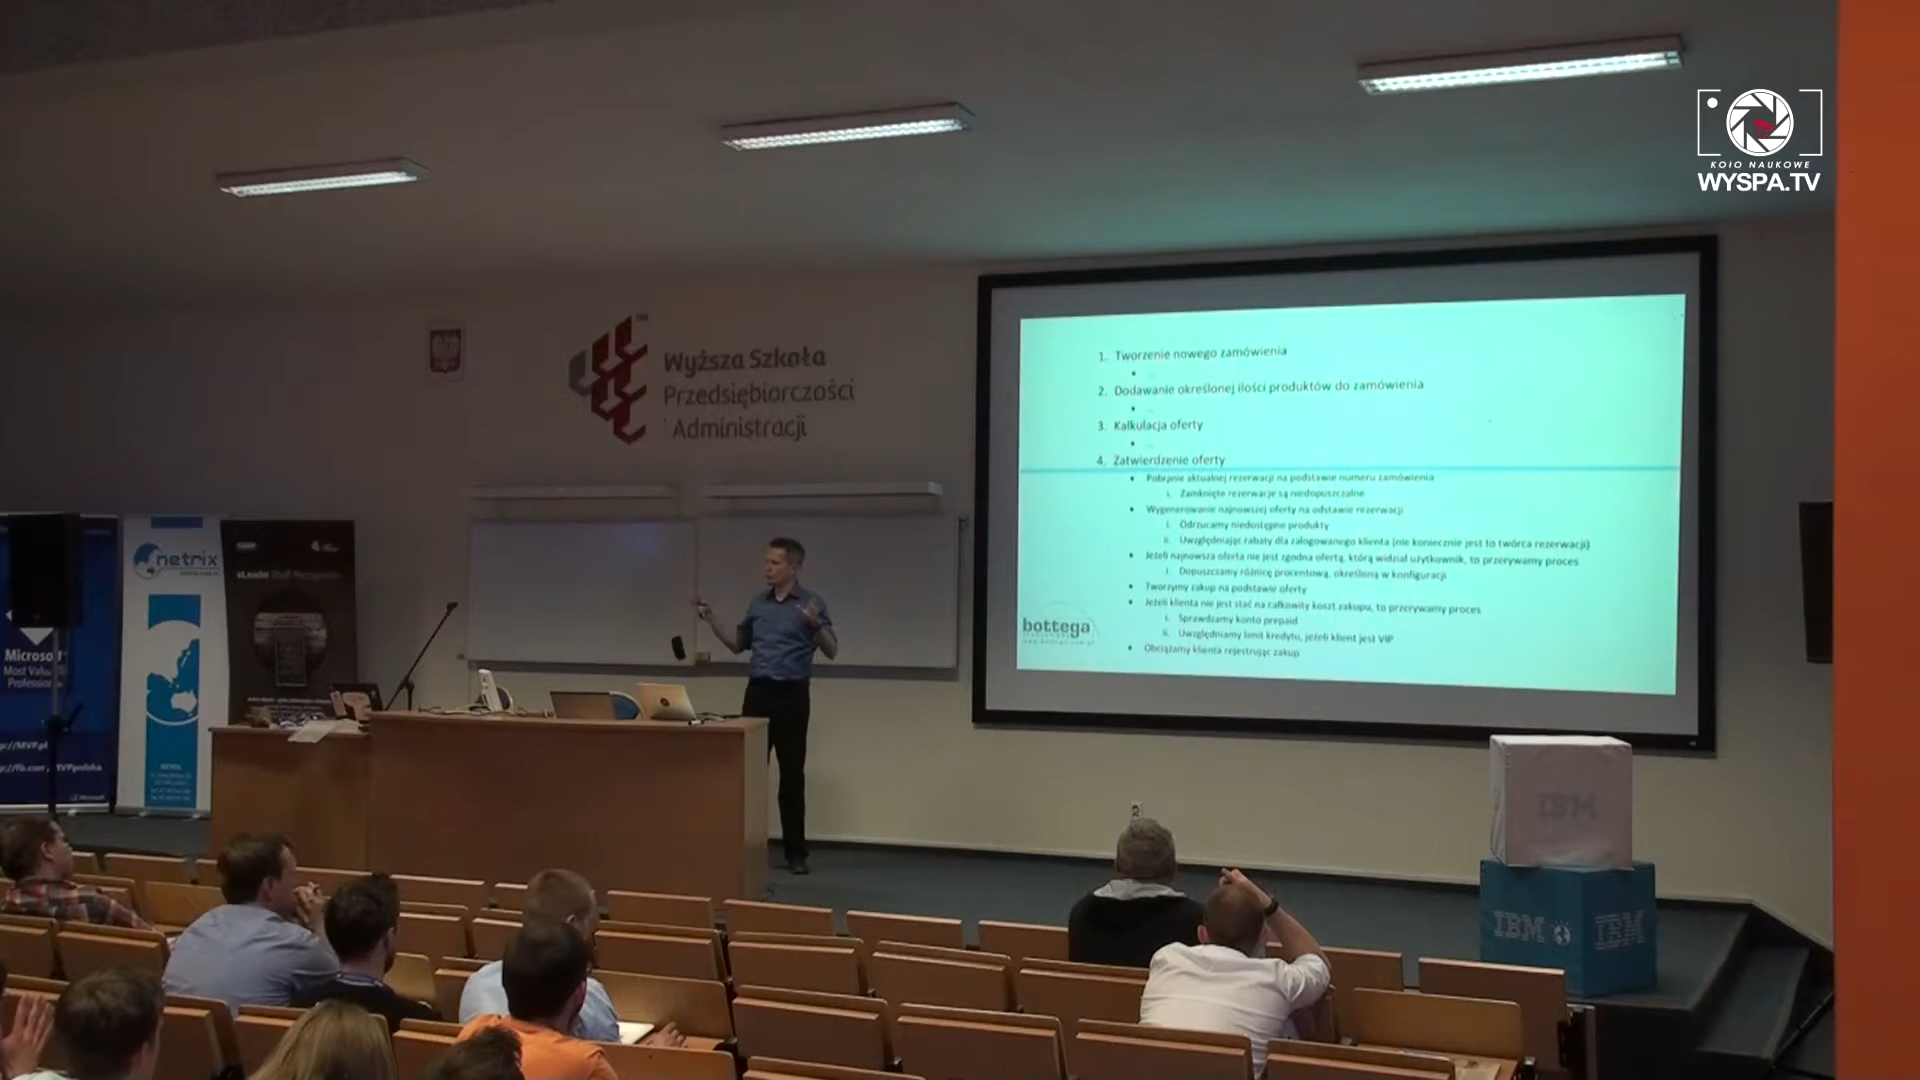 KOŁO NAUKOWE
WYSPA.TV
Wyższa Szkoła
Przedsiębiorczości
i Administracji
1. Tworzenie nowego zamówienia
2. Dodawanie określonej ilości produktów do zamówienia
3. Kalkulacja oferty
4. Zatwierdzenie oferty
• Pobranie aktualnej rezerwacji na podstawie numeru zamówienia
i. Zamknięte rezerwacje są niedopuszczalne
• Wygenerowanie najnowszej oferty na odstawie rezerwacji
i. Odrzucamy niedostępne produkty
ii. Uwzględniając rabaty dla zalogowanego klienta (nie koniecznie jest to twórca rezerwacji)
• Jeżeli najnowsza oferta nie jest zgodna ofertą, którą widział użytkownik, to przerywamy proces
i. Dopuszczamy różnicę procentową, określoną w konfiguracji
• Tworzymy zakup na podstawie oferty
• Jeżeli klienta nie jest stać na całkowity koszt zakupu, to przerywamy proces
i. Sprawdzamy konto prepaid
ii. Uwzględniamy limit kredytu, jeżeli klient jest VIP
• Obciążamy klienta rejestrując zakup
bottega
netrix
Microsoft
Most Valuable
Professional
IBM
IBM
IBM